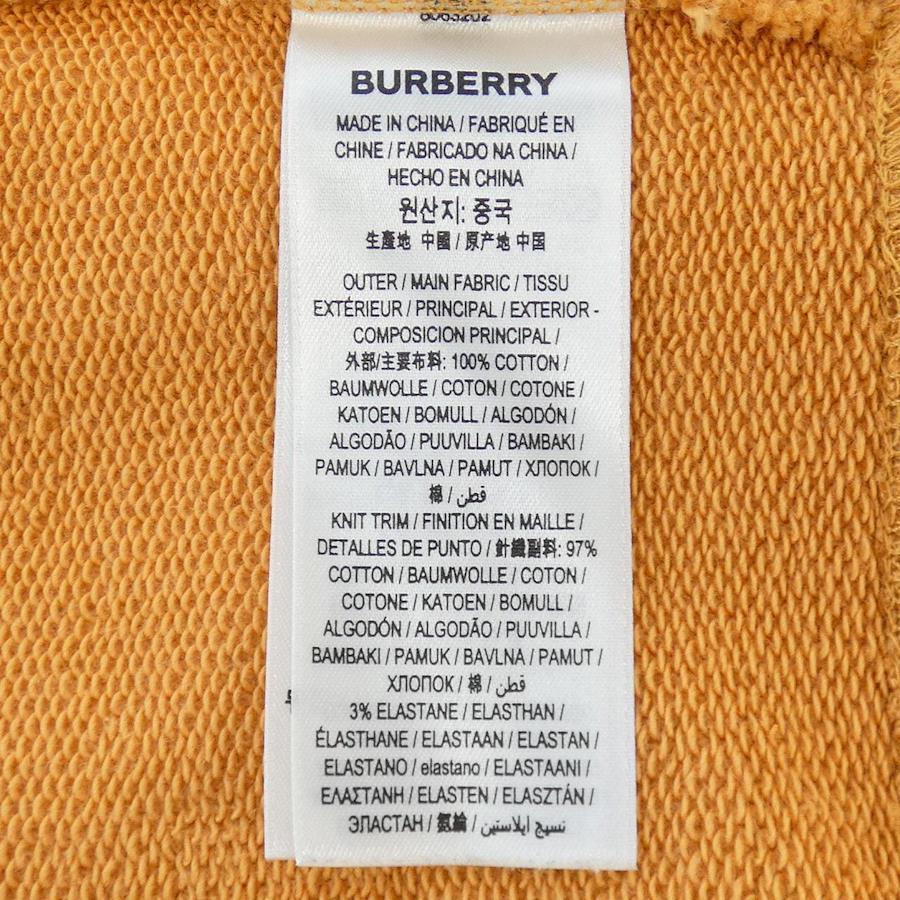 BURBERRY
MADE IN CHINA / FABRIQUÉ EN
CHINE / FABRICADO NA CHINA /
HECHO EN CHINA
원산지: 중국
生產地 中國 / 原产地 中国
OUTER / MAIN FABRIC / TISSU
EXTÉRIEUR / PRINCIPAL / EXTERIOR -
COMPOSICION PRINCIPAL /
外部/主要布料: 100% COTTON /
BAUMWOLLE / COTON / COTONE /
KATOEN / BOMULL / ALGODÓN /
ALGODÃO / PUUVILLA / BAMBAKI /
PAMUK / BAVLNA / PAMUT / ХЛОПОК /
棉 / قطن
KNIT TRIM / FINITION EN MAILLE /
DETALLES DE PUNTO / 針織副料: 97%
COTTON / BAUMWOLLE / COTON /
COTONE / KATOEN / BOMULL /
ALGODÓN / ALGODÃO / PUUVILLA /
BAMBAKI / PAMUK / BAVLNA / PAMUT /
ХЛОПОК / 棉 / قطن
3% ELASTANE / ELASTHAN /
ÉLASTHANE / ELASTAAN / ELASTAN /
ELASTANO / elastano / ELASTAANI /
ΕΛΑΣΤΑΝΗ / ELASTEN / ELASZTÁN /
ЭЛАСТАН / 氨綸 / نسيج ايلاستين